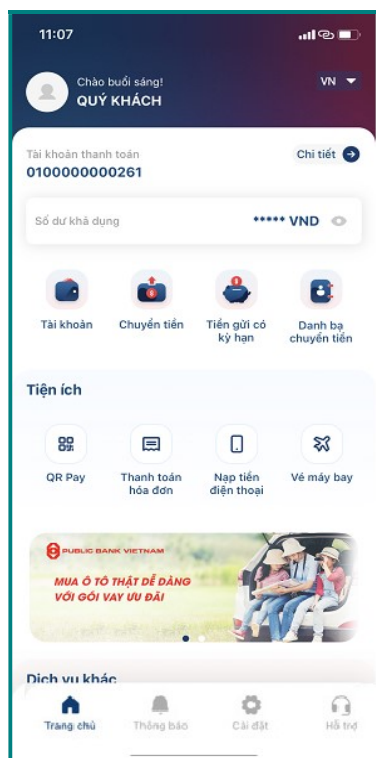 11:07
Chào buổi sáng!
QUÝ KHÁCH
VN
Tài khoản thanh toán
Chi tiết
0100000000261
Số dư khả dụng
***** VND
Tài khoản
Chuyển tiền
Tiền gửi có
kỳ hạn
Danh bạ
chuyển tiền
Tiện ích
QR Pay
Thanh toán
hóa đơn
Nạp tiền
điện thoại
Vé máy bay
PUBLIC BANK VIETNAM
MUA Ô TÔ THẬT DỄ DÀNG
VỚI GÓI VAY ƯU ĐÃI
Dịch vụ khác
Trang chủ
Thông báo
Cài đặt
Hỗ trợ